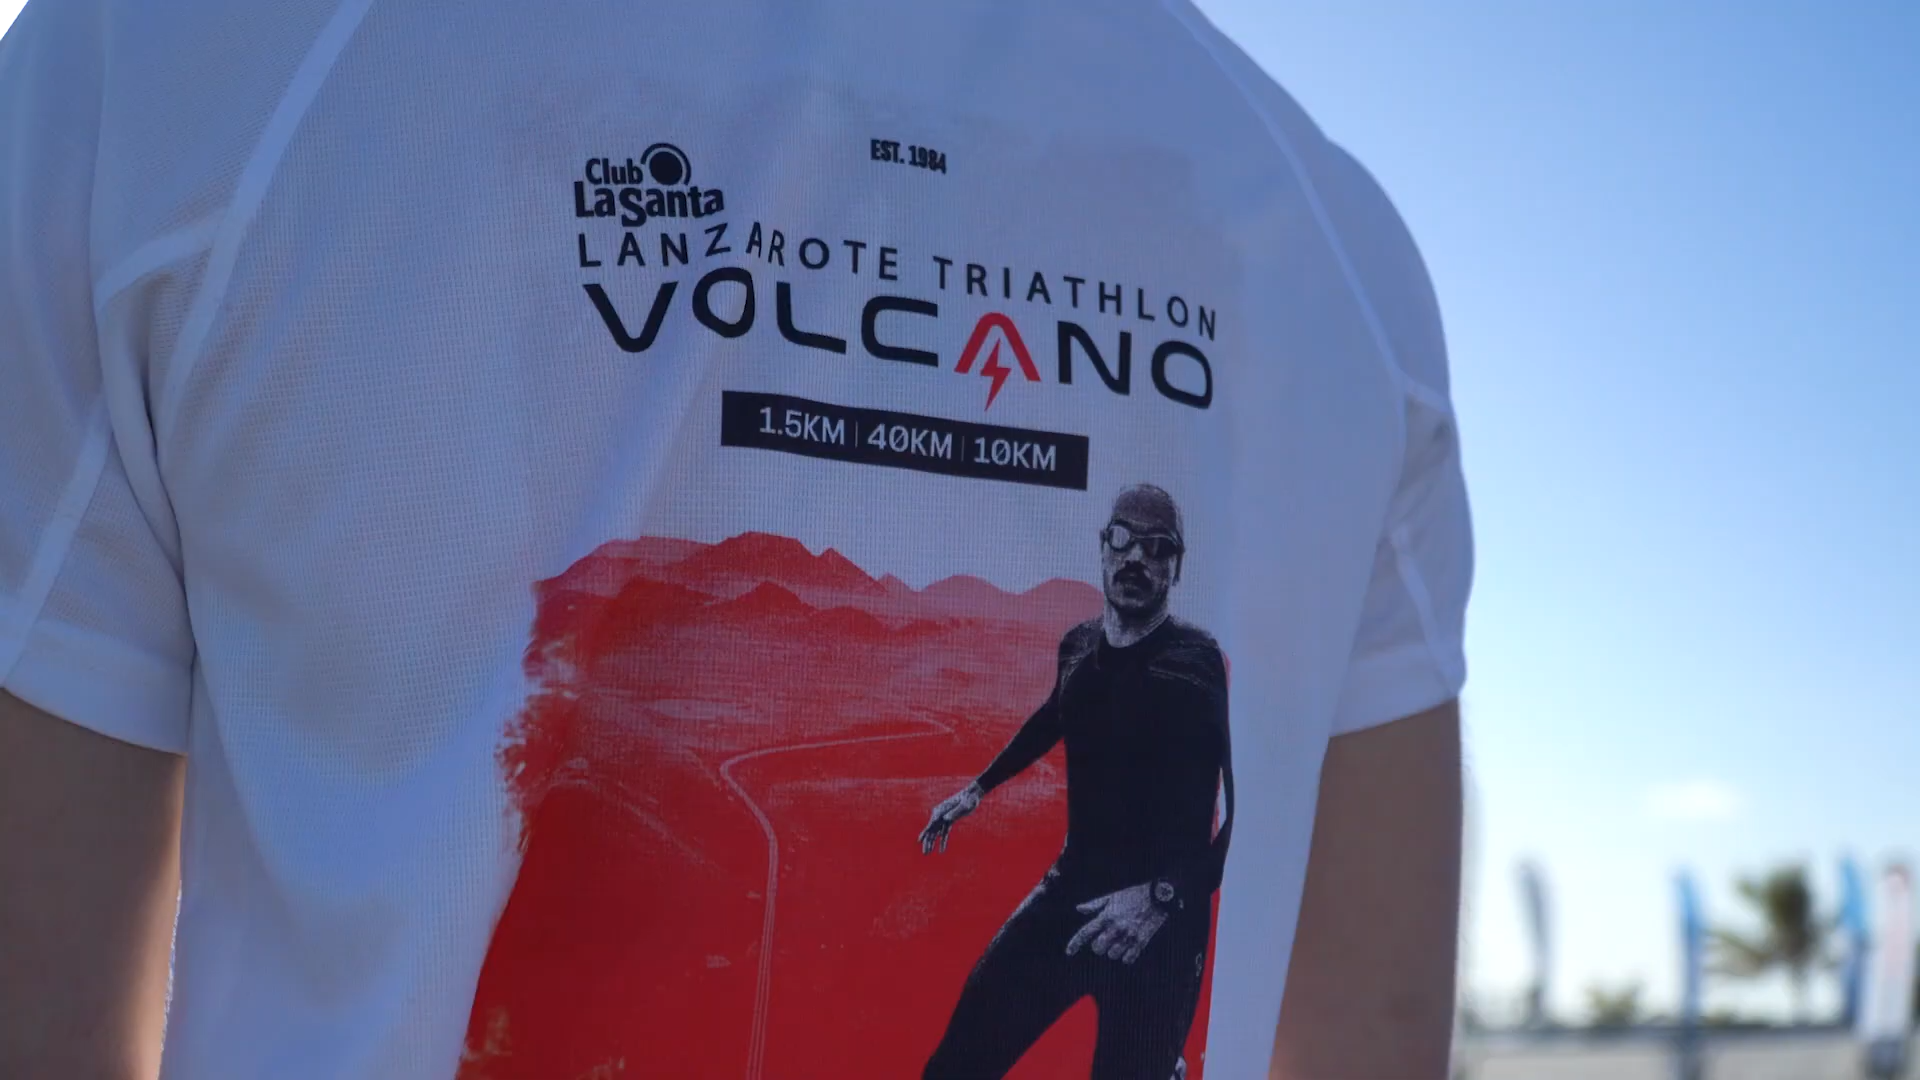 EST. 1984
Club
LaSanta
LANZAROTE TRIATHLON
VOLCANO
1.5KM | 40KM | 10KM